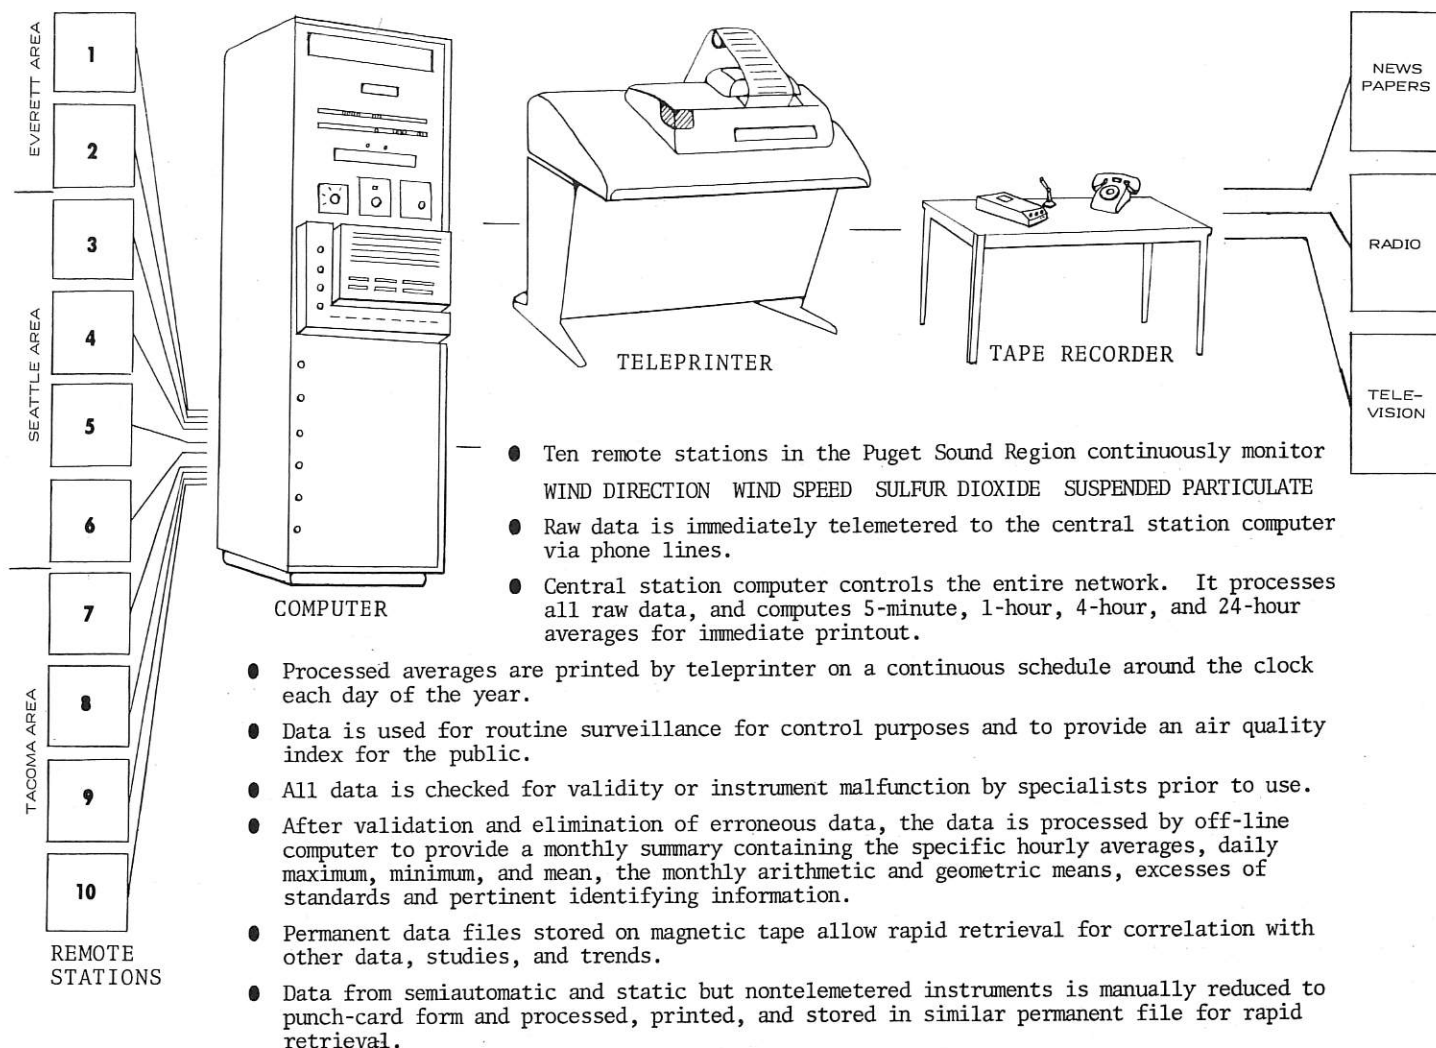 EVERETT AREA
1
2
SEATTLE AREA
3
4
5
6
TACOMA AREA
7
8
9
10
REMOTE
STATIONS
COMPUTER
TELEPRINTER
TAPE RECORDER
NEWS
PAPERS
RADIO
TELE-
VISION
● Ten remote stations in the Puget Sound Region continuously monitor
WIND DIRECTION WIND SPEED SULFUR DIOXIDE SUSPENDED PARTICULATE
● Raw data is immediately telemetered to the central station computer
via phone lines.
● Central station computer controls the entire network. It processes
all raw data, and computes 5-minute, 1-hour, 4-hour, and 24-hour
averages for immediate printout.
● Processed averages are printed by teleprinter on a continuous schedule around the clock
each day of the year.
● Data is used for routine surveillance for control purposes and to provide an air quality
index for the public.
● All data is checked for validity or instrument malfunction by specialists prior to use.
● After validation and elimination of erroneous data, the data is processed by off-line
computer to provide a monthly summary containing the specific hourly averages, daily
maximum, minimum, and mean, the monthly arithmetic and geometric means, excesses of
standards and pertinent identifying information.
● Permanent data files stored on magnetic tape allow rapid retrieval for correlation with
other data, studies, and trends.
● Data from semiautomatic and static but nontelemetered instruments is manually reduced to
punch-card form and processed, printed, and stored in similar permanent file for rapid
retrieval.